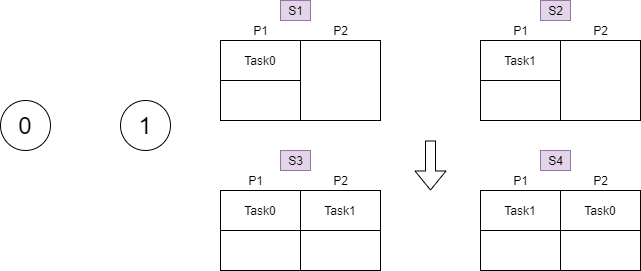 S1
S2
P1 P2
P1 P2
Task0
Task1
0
1
S3
S4
P1 P2
P1 P2
Task0 Task1
Task1 Task0